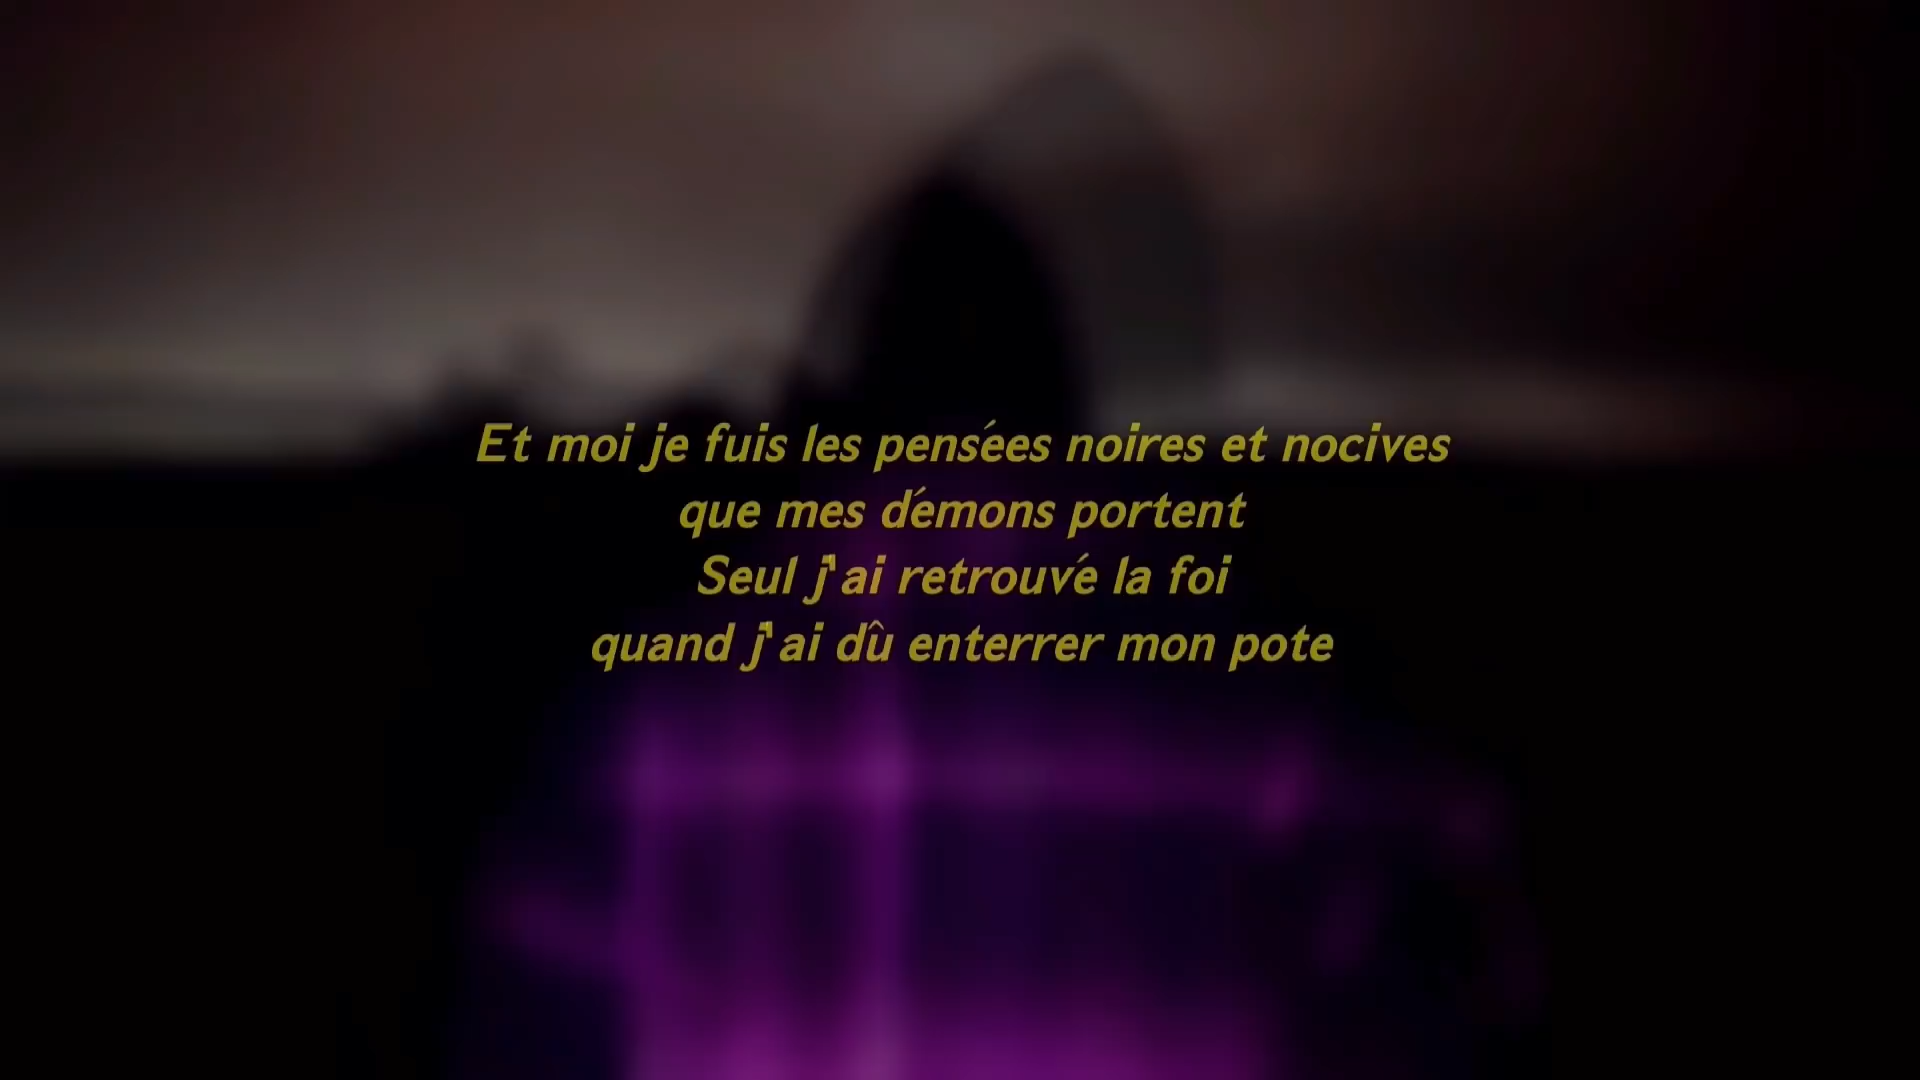 Et moi je fuis les pensées noires et nocives
que mes démons portent
Seul j'ai retrouvé la foi
quand j'ai dû enterrer mon pote